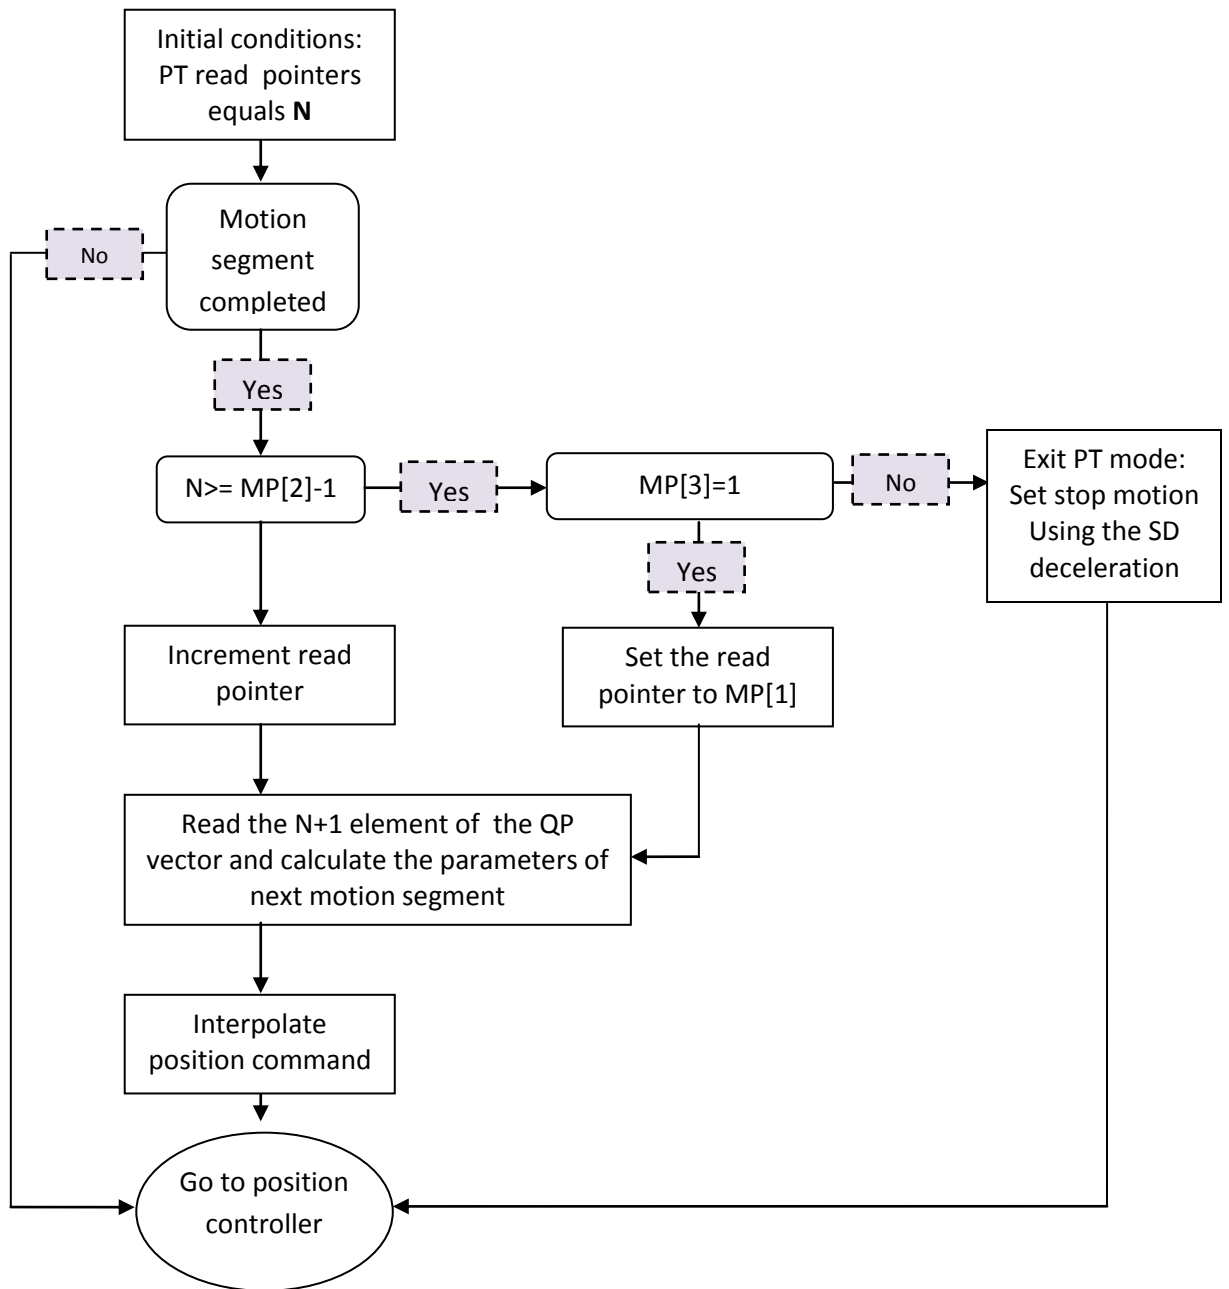 Initial conditions:
PT read  pointers
equals N
Motion
segment
completed
No
Yes
N>= MP[2]-1
Yes
MP[3]=1
No
Exit PT mode:
Set stop motion
Using the SD
deceleration
Yes
Increment read
pointer
Set the read
pointer to MP[1]
Read the N+1 element of  the QP
vector and calculate the parameters of
next motion segment
Interpolate
position command
Go to position
controller